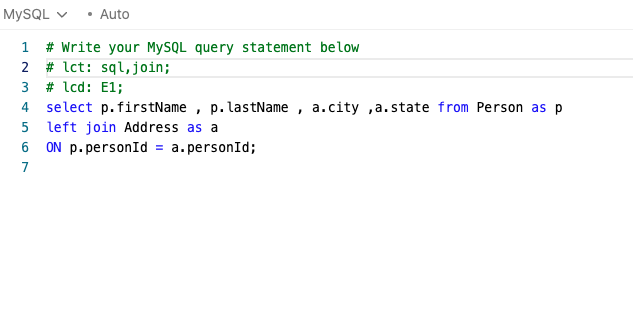 MySQL • Auto
1 # Write your MySQL query statement below
2 # lct: sql,join;
3 # lcd: E1;
4 select p.firstName , p.lastName , a.city ,a.state from Person as p
5 left join Address as a
6 ON p.personId = a.personId;
7